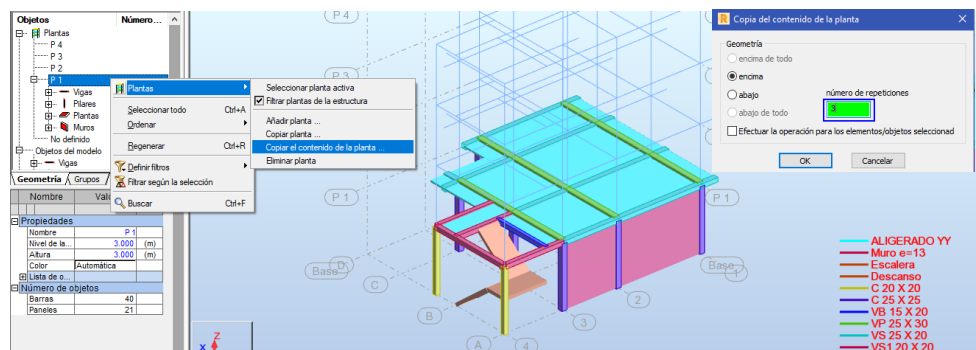 Objetos Número...
Plantas
P 4
P 3
P 2
P 1
Vigas
Pilares
Plantas
Muros
No definido
Objetos del modelo
Vigas
Geometría Grupos
Nombre Val
Propiedades
Nombre P 1
Nivel de la... 3.000 (m)
Altura 3.000 (m)
Color Automática
Lista de o...
Número de objetos
Barras 40
Paneles 21
Plantas
Seleccionar todo Ctrl+A
Ordenar
Regenerar Ctrl+R
Definir filtros
Filtrar según la selección
Buscar Ctrl+F
Seleccionar planta activa
Filtrar plantas de la estructura
Añadir planta ...
Copiar planta ...
Copiar el contenido de la planta ...
Eliminar planta
P 4
P 3
P 1
P 1
Base
D
C
B
A
Base
1
2
3
4
Z
X
Copia del contenido de la planta
Geometría
encima de todo
encima
abajo
abajo de todo
número de repeticiones
3
Efectuar la operación para los elementos/objetos seleccionad
OK Cancelar
ALIGERADO YY
Muro e=13
Escalera
Descanso
C 20 X 20
C 25 X 25
VB 15 X 20
VP 25 X 30
VS 25 X 20
VS1 20 X 20